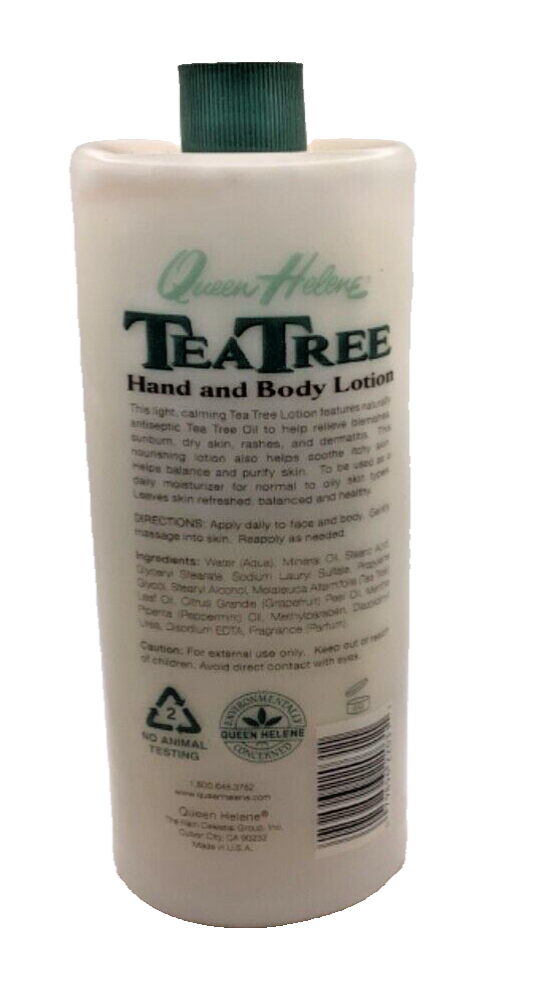 Queen Helene®
TEA TREE
Hand and Body Lotion
This light, calming Tea Tree Lotion features naturally
antiseptic Tea Tree Oil to help relieve blemishes,
sunburn, dry skin, rashes, and dermatitis. This
nourishing lotion also helps soothe itchy skin.
Helps balance and purify skin. To be used as a
daily moisturizer for normal to oily skin types.
Leaves skin refreshed, balanced and healthy.
DIRECTIONS: Apply daily to face and body. Gently
massage into skin. Reapply as needed.
Ingredients: Water (Aqua), Mineral Oil, Stearic Acid,
Glyceryl Stearate, Sodium Lauryl Sulfate, Propylene
Glycol, Stearyl Alcohol, Melaleuca Alternifolia (Tea Tree)
Leaf Oil, Citrus Grandis (Grapefruit) Peel Oil, Mentha
Piperita (Peppermint) Oil, Methylparaben, Diazolidinyl
Urea, Disodium EDTA, Fragrance (Parfum).
Caution: For external use only. Keep out of reach
of children. Avoid direct contact with eyes.
2
NO ANIMAL
TESTING
ENVIRONMENTALLY
QUEEN HELENE
CONCERNED
1.800.645.3752
www.queenhelene.com
Queen Helene®
The Hain Celestial Group, Inc.
Culver City, CA 90232
Made in U.S.A.